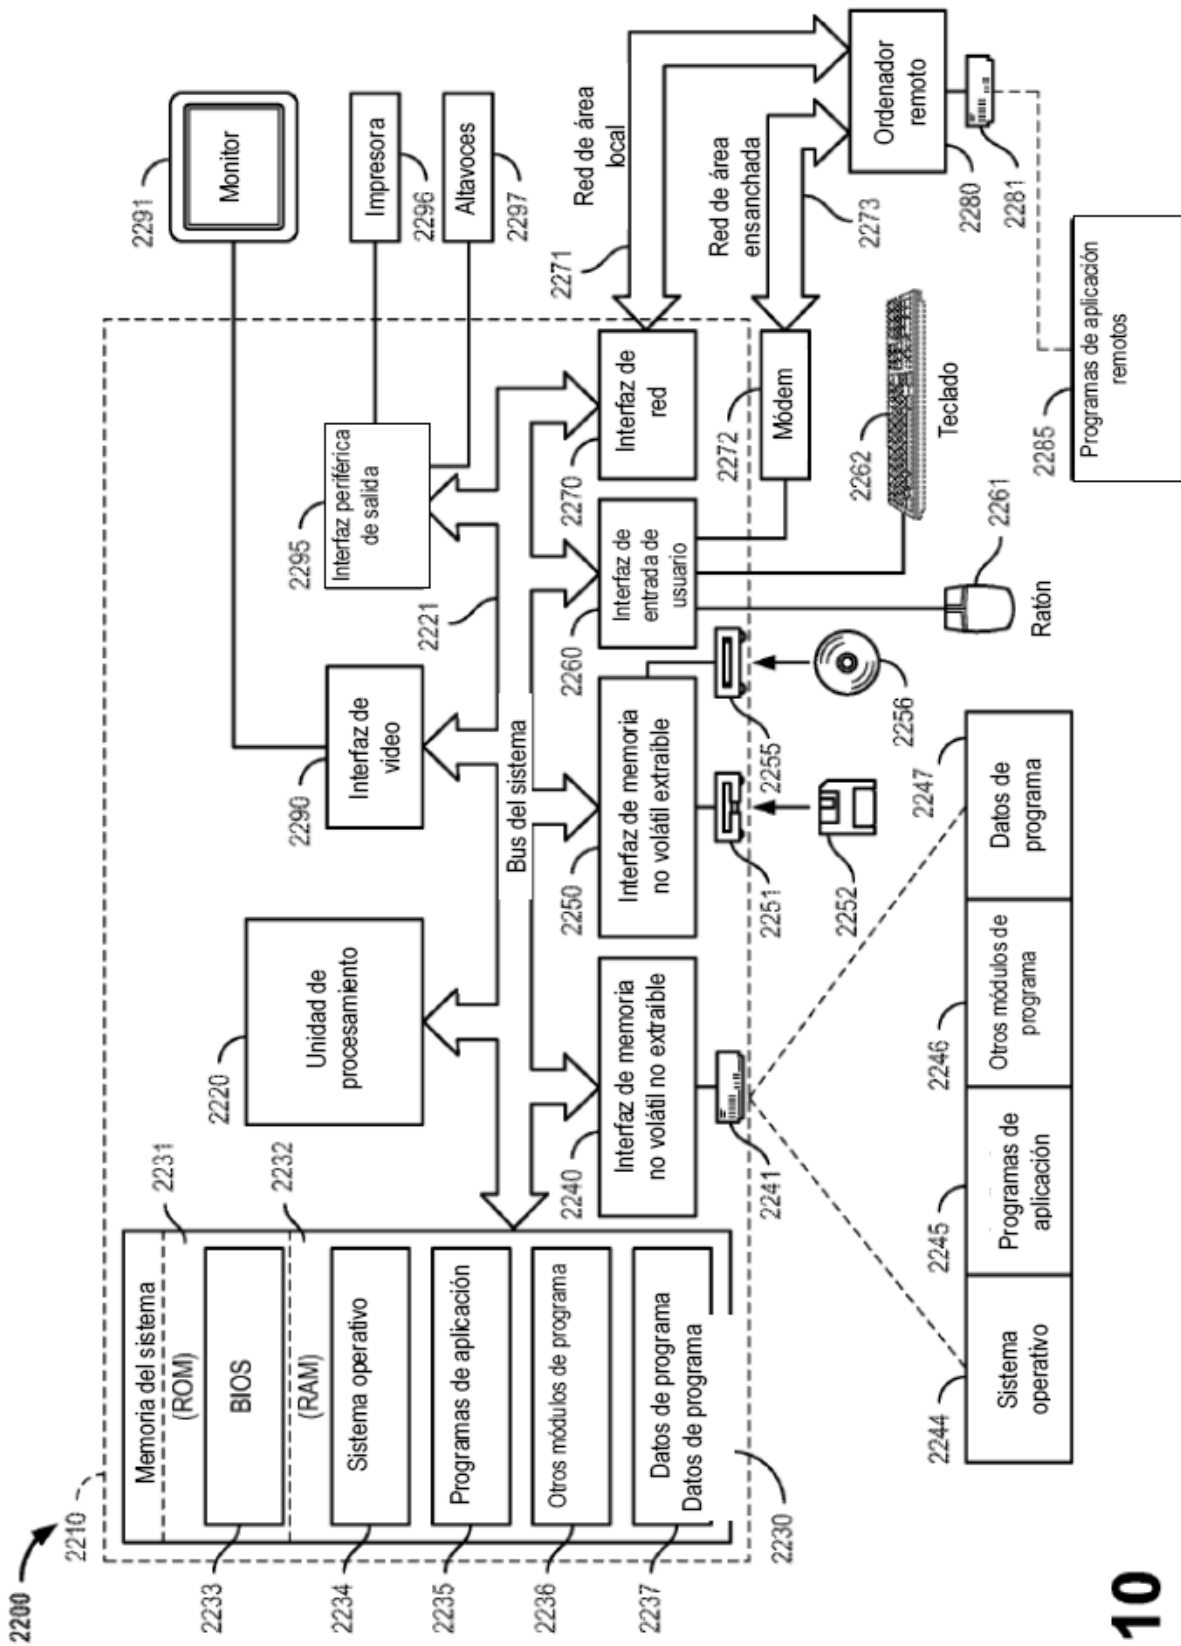 2200
2210
Memoria del sistema
(ROM)
2231
BIOS
2233
(RAM)
2232
Sistema operativo
2234
Programas de aplicación
2235
Otros módulos de programa
2236
Datos de programa
Datos de programa
2237
2230
2220
Unidad de
procesamiento
2290
Interfaz de
video
2221
2295
Interfaz periférica
de salida
2291
Monitor
Impresora
2296
Altavoces
2297
Bus del sistema
2240
Interfaz de memoria
no volátil no extraible
2250
Interfaz de memoria
no volátil extraible
2260
Interfaz de
entrada de
usuario
2270
Interfaz de
red
2271
Red de área
local
2272
Módem
Red de área
ensanchada
2273
Ordenador
remoto
2280
2281
2241
2251
2255
2252
2256
2261
Ratón
2262
Teclado
2285
Programas de aplicación
remotos
2244
Sistema
operativo
2245
Programas de
aplicación
2246
Otros módulos de
programa
2247
Datos de
programa
10